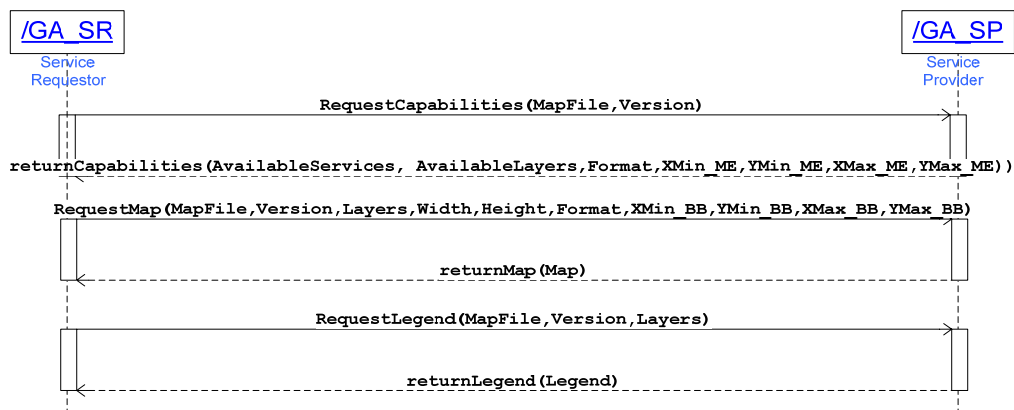 /GA_SR
/GA_SP
Service
Requestor
Service
Provider
RequestCapabilities(MapFile,Version)
returnCapabilities(AvailableServices, AvailableLayers,Format,XMin_ME,YMin_ME,XMax_ME,YMax_ME))
RequestMap(MapFile,Version,Layers,Width,Height,Format,XMin_BB,YMin_BB,XMax_BB,YMax_BB)
returnMap(Map)
RequestLegend(MapFile,Version,Layers)
returnLegend(Legend)